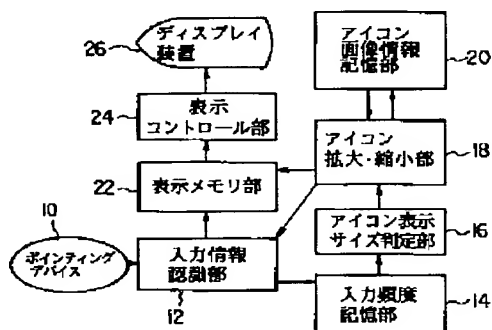 26
ディスプレイ
装置
アイコン
画像情報
記憶部
20
24
表示
コントロール部
アイコン
拡大・縮小部
18
22
表示メモリ部
10
ポインティング
デバイス
入力情報
認識部
12
アイコン表示
サイズ判定部
16
入力頻度
記憶部
14